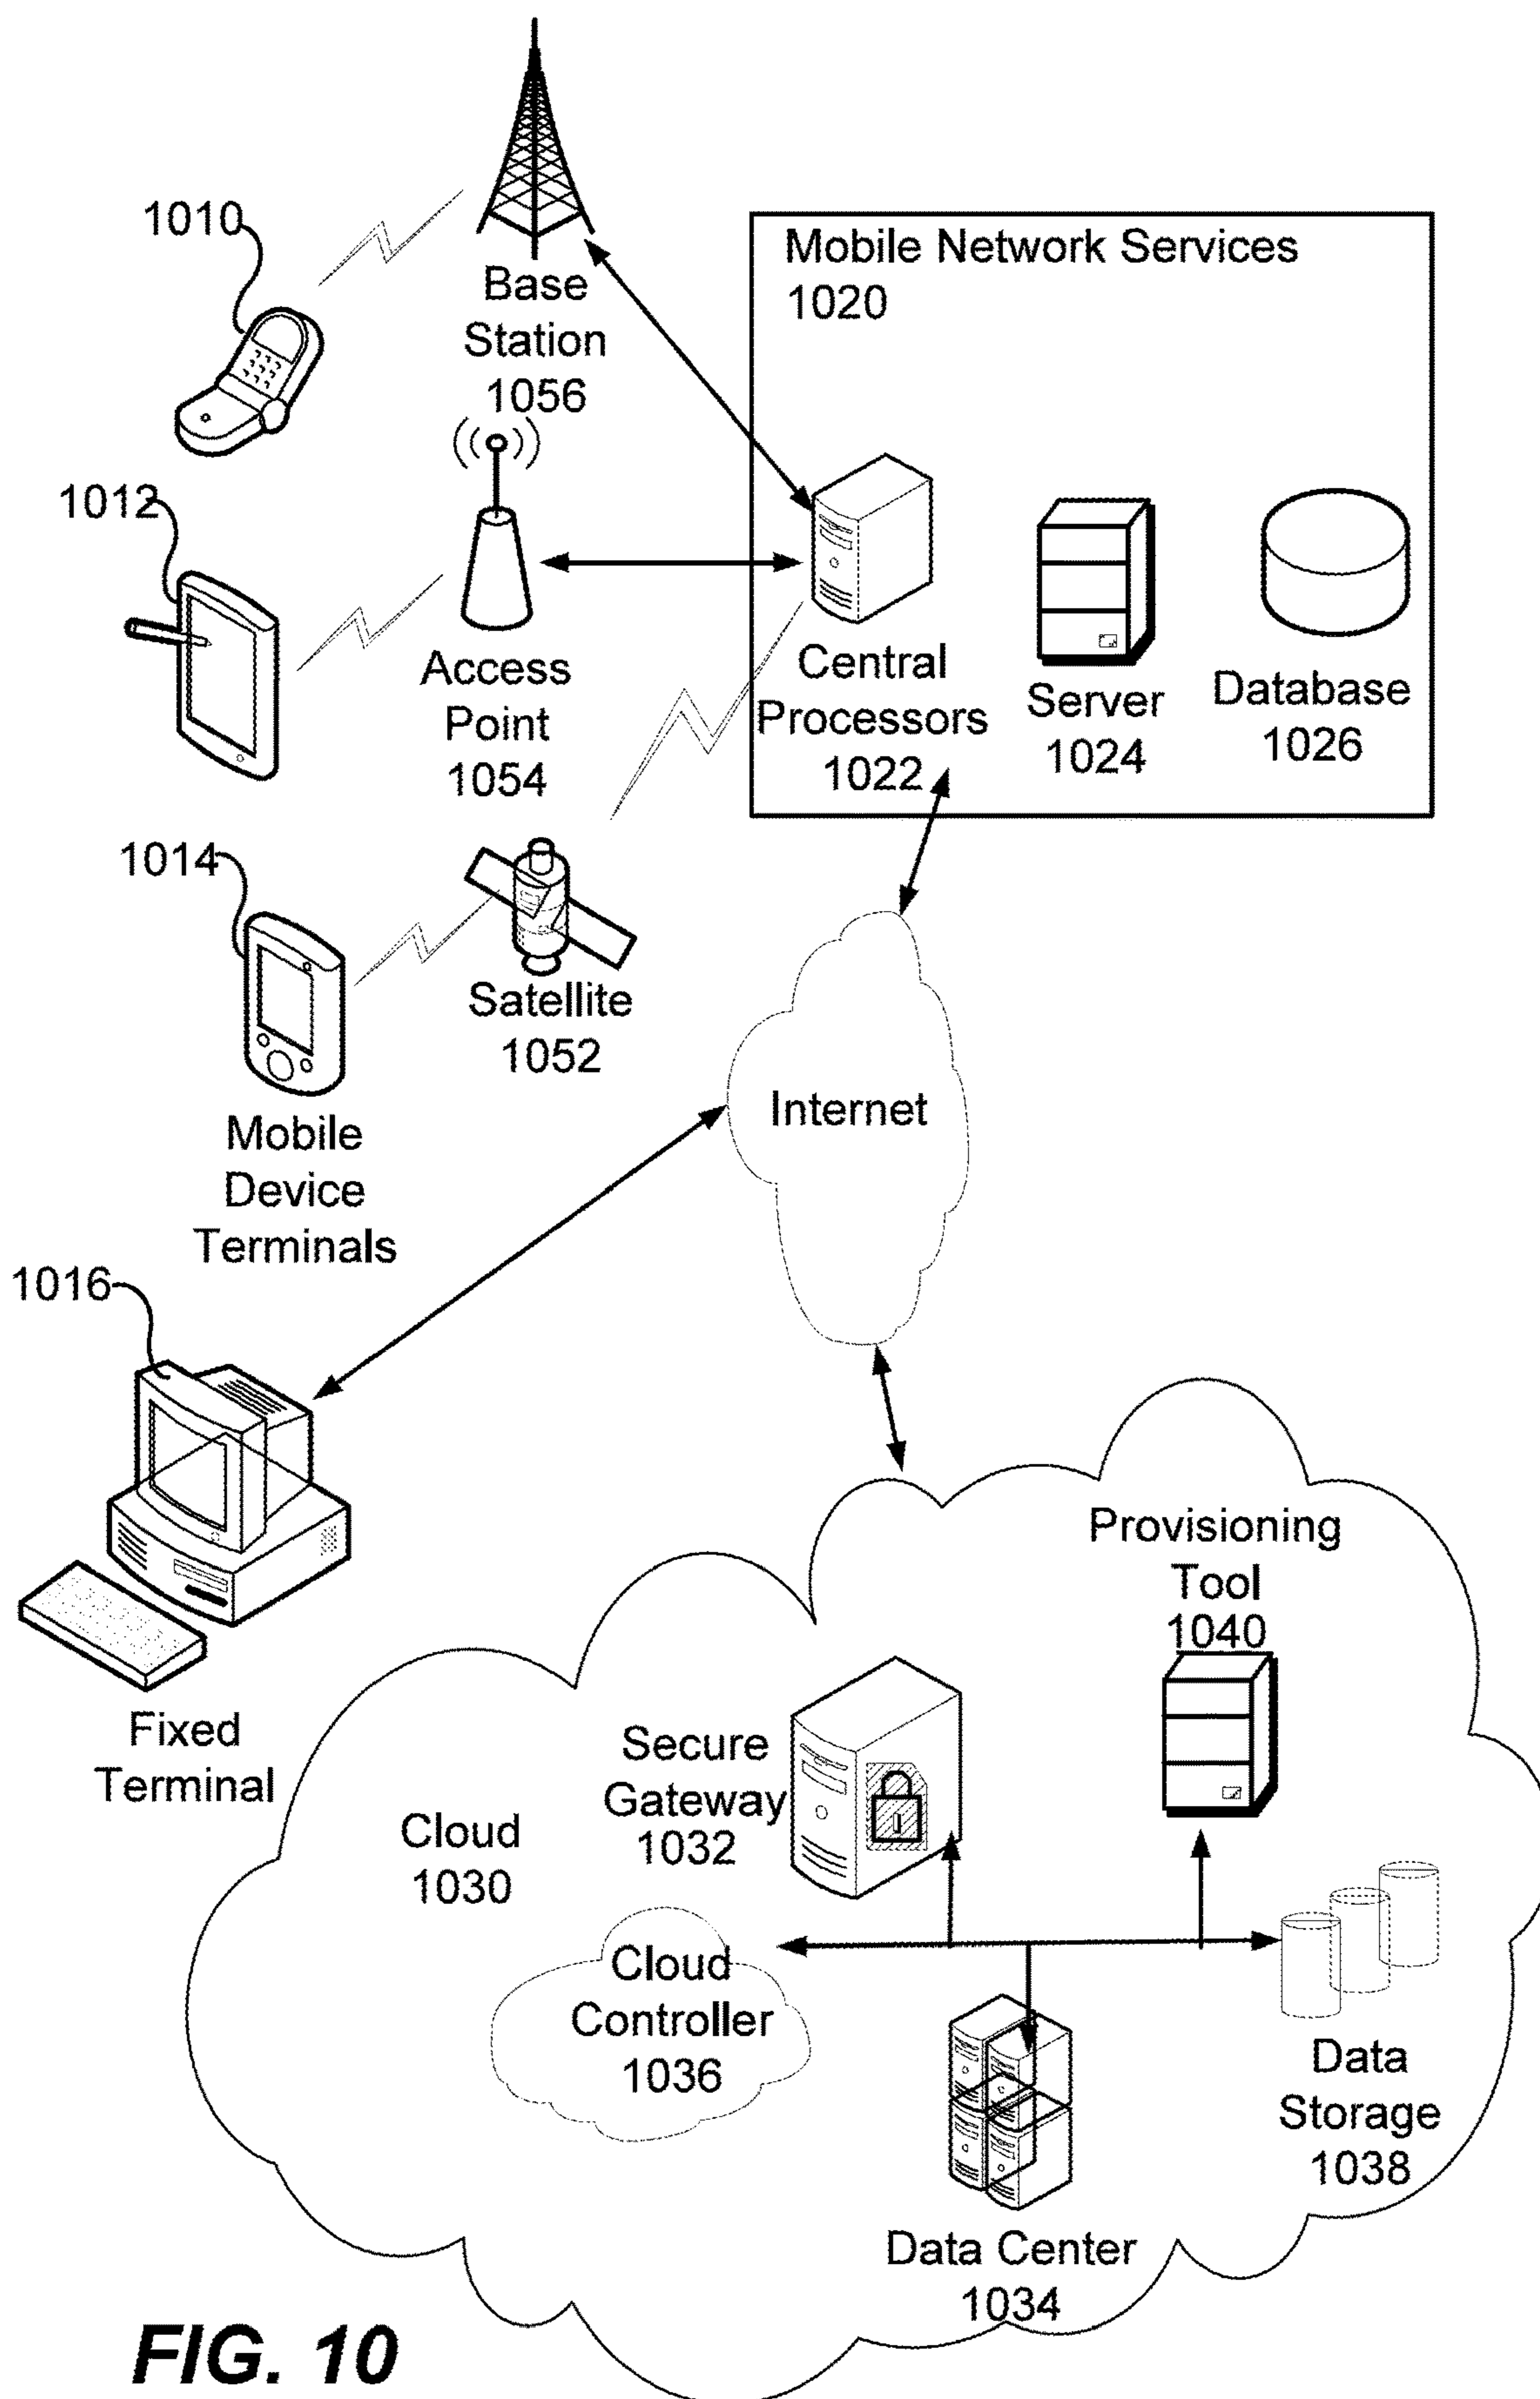 1010
Base
Station
1056
Mobile Network Services
1020
1012
Access
Point
1054
Central
Processors
1022
Server
1024
Database
1026
1014
Satellite
1052
Mobile
Device
Terminals
Internet
1016
Fixed
Terminal
Provisioning
Tool
1040
Secure
Gateway
1032
Cloud
1030
Cloud
Controller
1036
Data
Storage
1038
Data Center
1034
FIG. 10